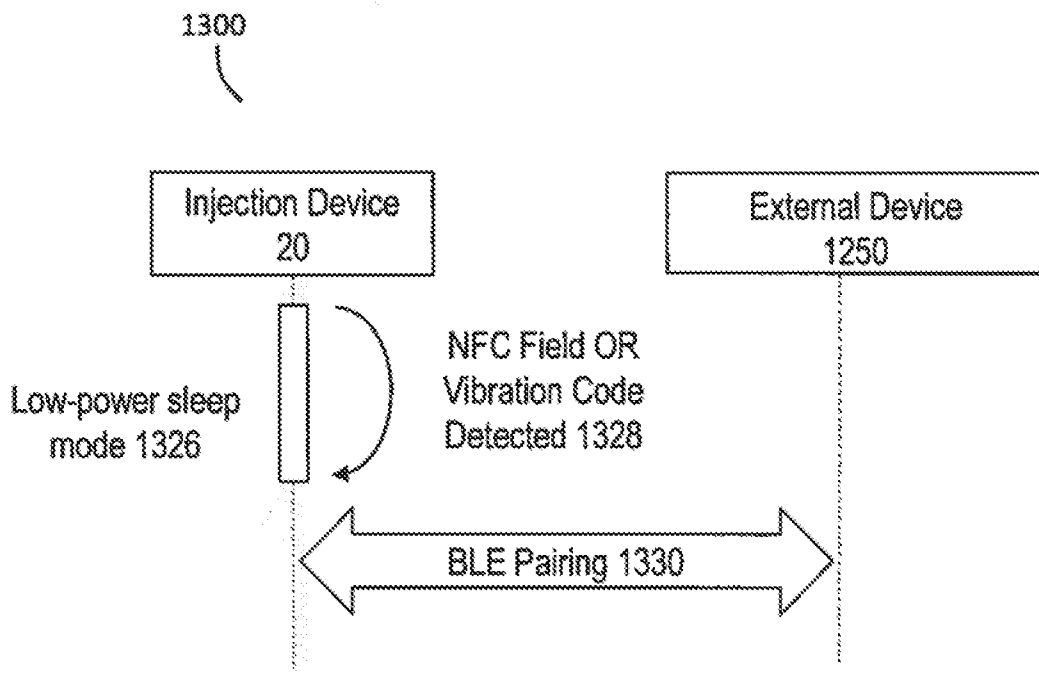 1300
Injection Device
20
External Device
1250
NFC Field OR
Vibration Code
Detected 1328
Low-power sleep
mode 1326
BLE Pairing 1330